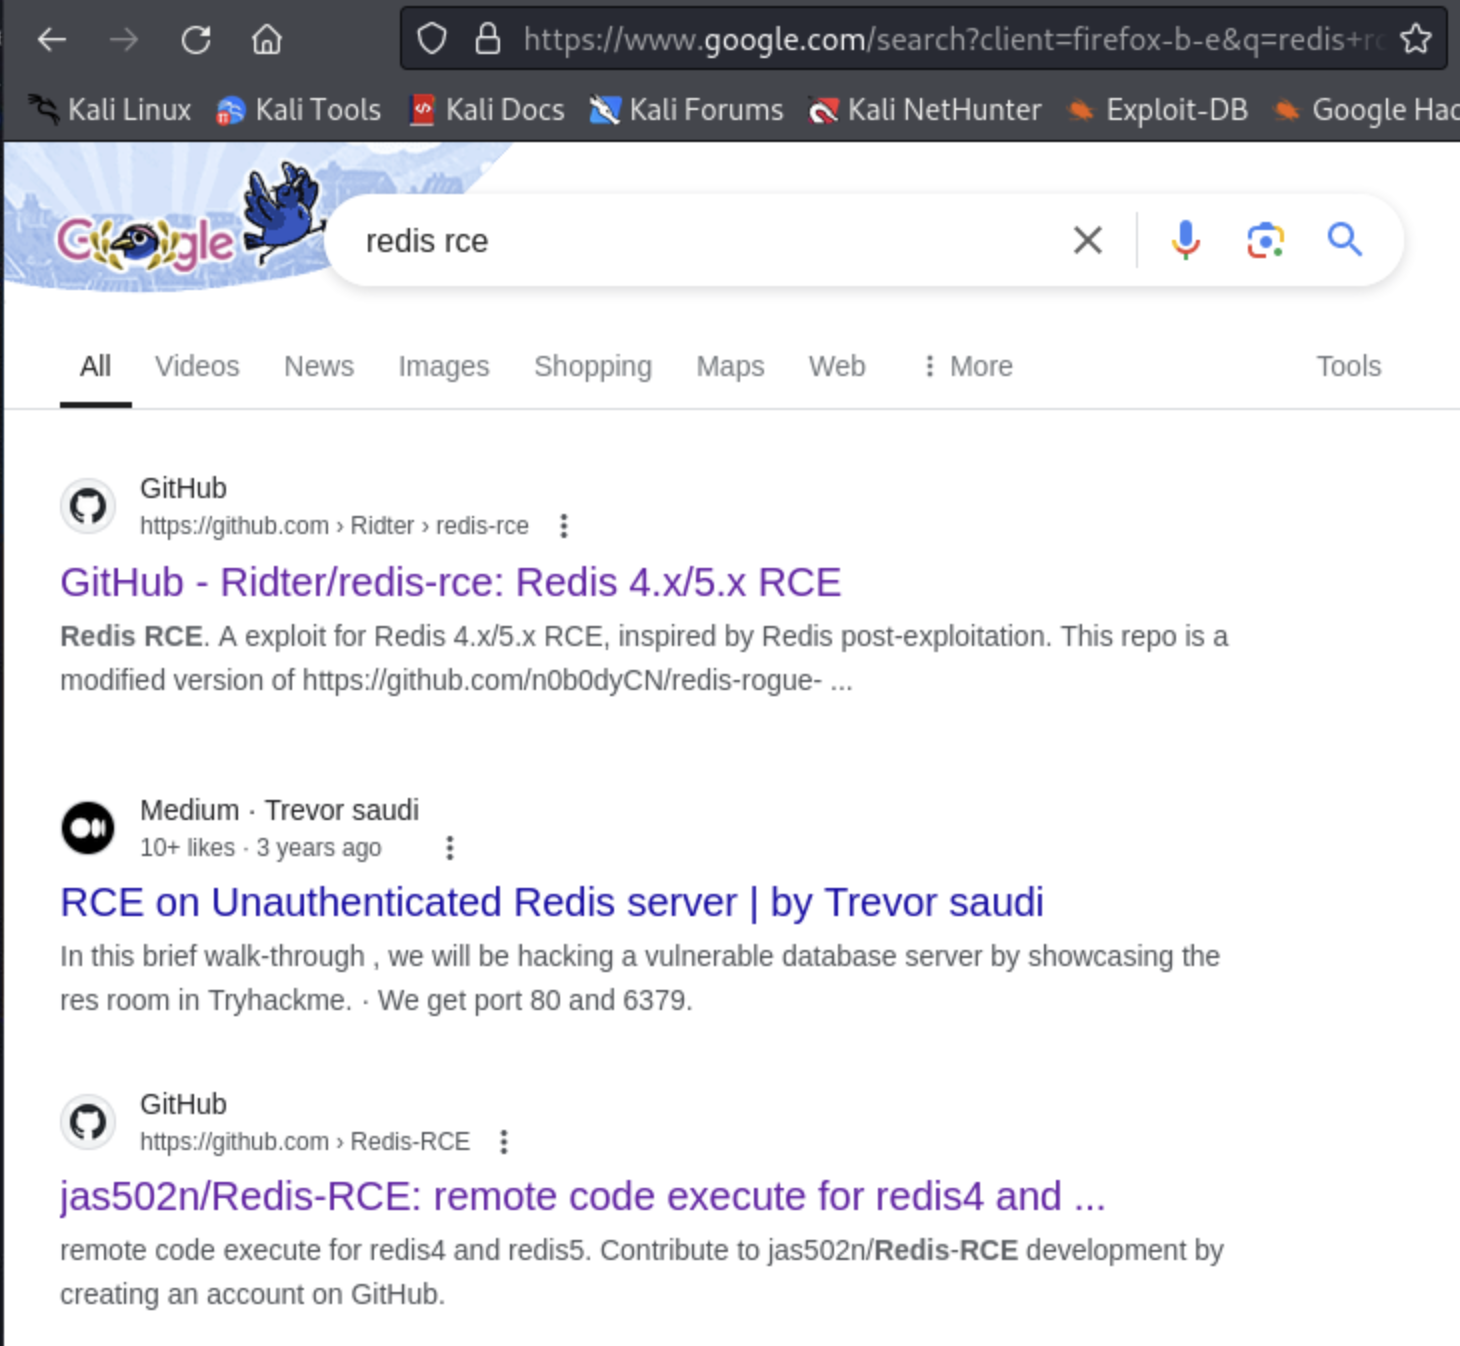 https://www.google.com/search?client=firefox-b-e&q=redis+rc
Kali Linux Kali Tools Kali Docs Kali Forums Kali NetHunter Exploit-DB Google Hac
Google
redis rce
All Videos News Images Shopping Maps Web More Tools
GitHub
https://github.com › Ridter › redis-rce
GitHub - Ridter/redis-rce: Redis 4.x/5.x RCE
Redis RCE. A exploit for Redis 4.x/5.x RCE, inspired by Redis post-exploitation. This repo is a
modified version of https://github.com/n0b0dyCN/redis-rogue- ...
Medium · Trevor saudi
10+ likes · 3 years ago
RCE on Unauthenticated Redis server | by Trevor saudi
In this brief walk-through , we will be hacking a vulnerable database server by showcasing the
res room in Tryhackme. · We get port 80 and 6379.
GitHub
https://github.com › Redis-RCE
jas502n/Redis-RCE: remote code execute for redis4 and ...
remote code execute for redis4 and redis5. Contribute to jas502n/Redis-RCE development by
creating an account on GitHub.